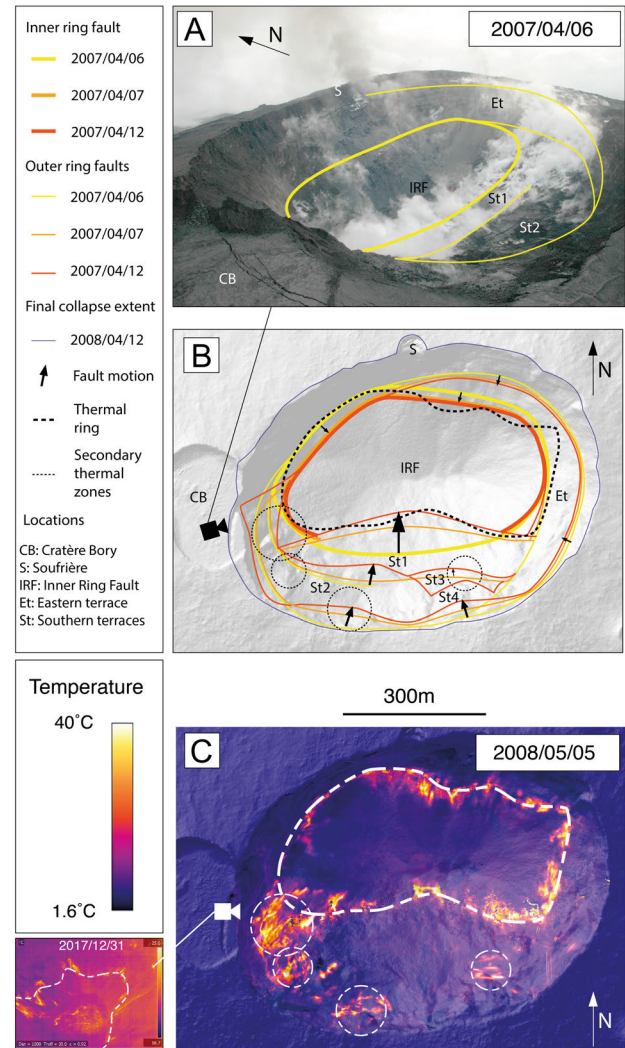 Inner ring fault
2007/04/06
2007/04/07
2007/04/12
Outer ring faults
2007/04/06
2007/04/07
2007/04/12
Final collapse extent
2008/04/12
Fault motion
Thermal
ring
Secondary
thermal
zones
Locations
CB: Cratère Bory
S: Soufrière
IRF: Inner Ring Fault
Et: Eastern terrace
St: Southern terraces
A
N
2007/04/06
S
Et
IRF
St1
St2
CB
B
S
N
IRF
CB
Et
St1
St3
St2
St4
Temperature
40˚C
1.6˚C
300m
C
2008/05/05
N
2017/12/31